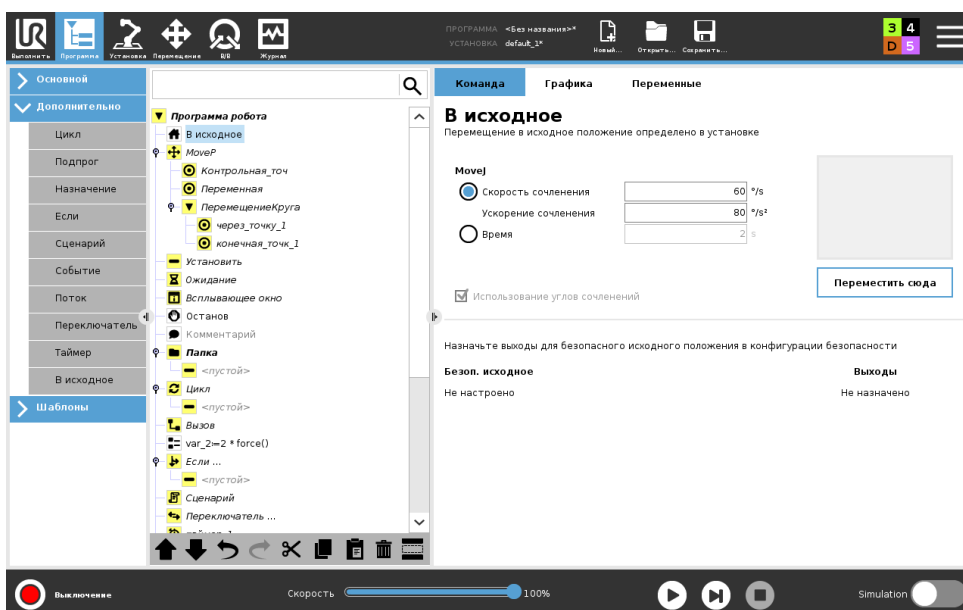 ПРОГРАММА <Без названия>*
УСТАНОВКА default_1*
Выполнить Программа Установка Перемещение В/В Журнал
Новый... Открыть... Сохранить...
3 4
D 5
Основной
Дополнительно
Цикл
Подпрог
Назначение
Если
Сценарий
Событие
Поток
Переключатель
Таймер
В исходное
Шаблоны
Программа робота
В исходное
MoveP
Контрольная_точ
Переменная
ПеремещениеКруга
через_точку_1
конечная_точк_1
Установить
Ожидание
Всплывающее окно
Останов
Комментарий
Папка
<пустой>
Цикл
<пустой>
Вызов
var_2≔2 * force()
Если ...
<пустой>
Сценарий
Переключатель ...
Команда Графика Переменные
В исходное
Перемещение в исходное положение определено в установке
MoveJ
Скорость сочленения 60 °/s
Ускорение сочленения 80 °/s²
Время 2 s
Переместить сюда
Использование углов сочленений
Назначьте выходы для безопасного исходного положения в конфигурации безопасности
Безоп. исходное Выходы
Не настроено Не назначено
Выключение
Скорость 100%
Simulation